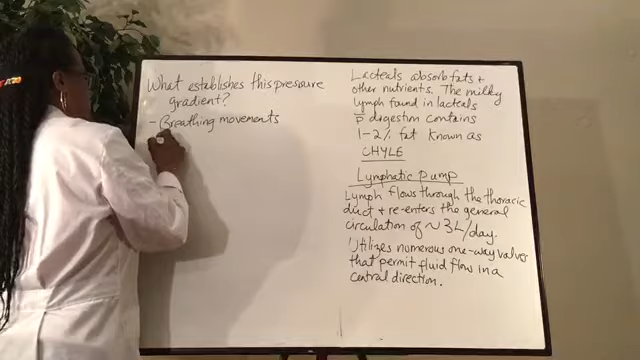 What establishes this pressure
gradient?
- Breathing movements
Lacteals absorb fats +
other nutrients. The milky
lymph found in lacteals
p̄ digestion contains
1-2% fat known as
CHYLE
Lymphatic pump
Lymph flows through the thoracic
duct + re-enters the general
circulation of ~3L/day.
Utilizes numerous one-way valves
that permit fluid flow in a
central direction.